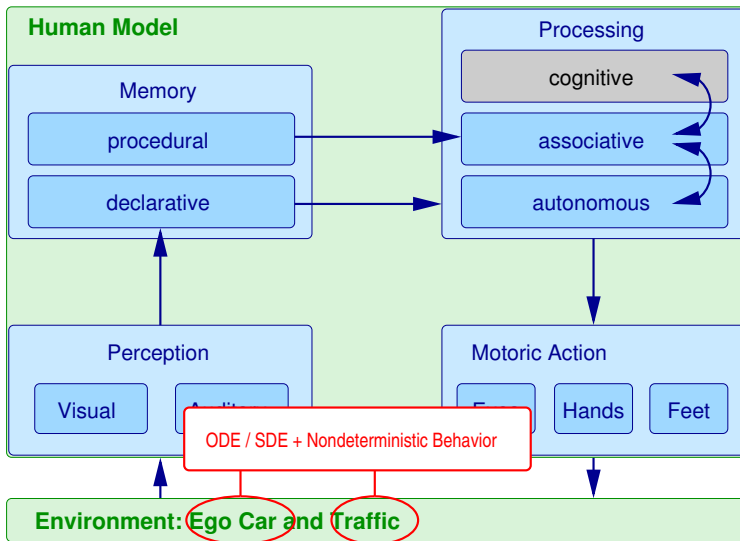 Human Model
Processing
cognitive
associative
autonomous
Memory
procedural
declarative
Perception
Visual
Motoric Action
Hands
Feet
ODE / SDE + Nondeterministic Behavior
Environment: Ego Car and Traffic